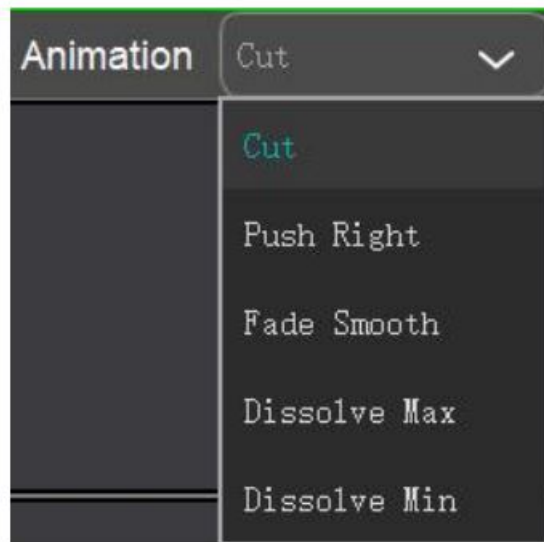 Animation Cut
Cut
Push Right
Fade Smooth
Dissolve Max
Dissolve Min